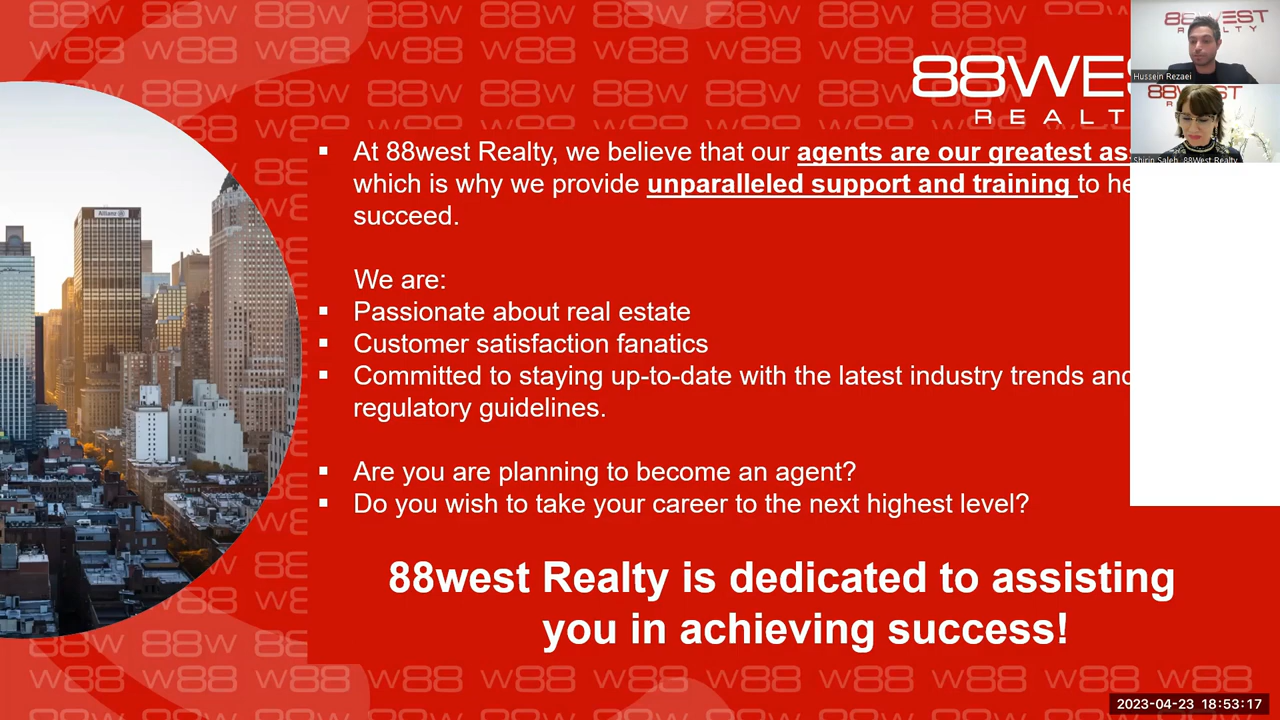 88WEST
REALTY
Hussein Rezaei
88WEST
Shirin Saleh_88West Realty
88WES
REALT
At 88west Realty, we believe that our agents are our greatest as
which is why we provide unparalleled support and training to he
succeed.
We are:
Passionate about real estate
Customer satisfaction fanatics
Committed to staying up-to-date with the latest industry trends and
regulatory guidelines.
Are you are planning to become an agent?
Do you wish to take your career to the next highest level?
88west Realty is dedicated to assisting
you in achieving success!
Allianz
2023-04-23 18:53:17